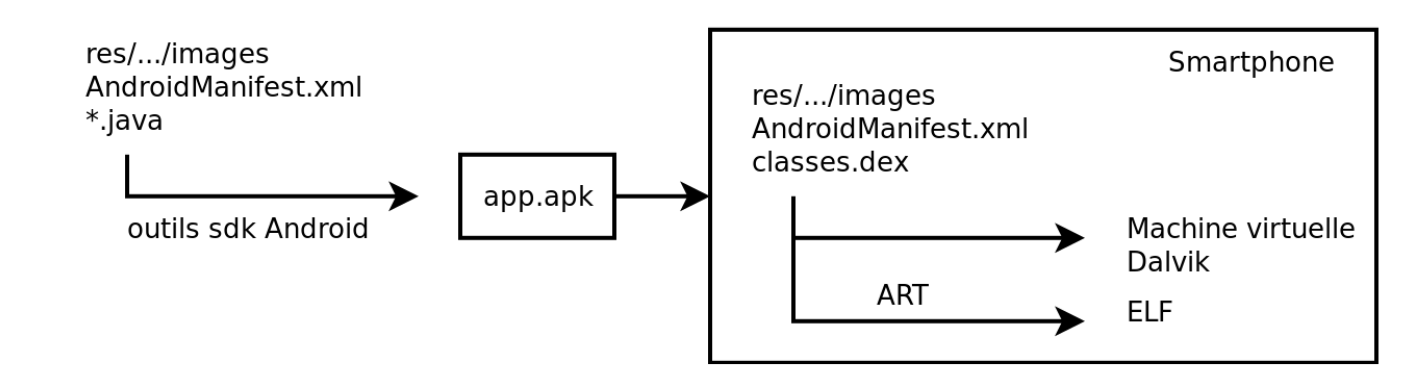 res/.../images
AndroidManifest.xml
*.java
outils sdk Android
app.apk
Smartphone
res/.../images
AndroidManifest.xml
classes.dex
Machine virtuelle
Dalvik
ART
ELF